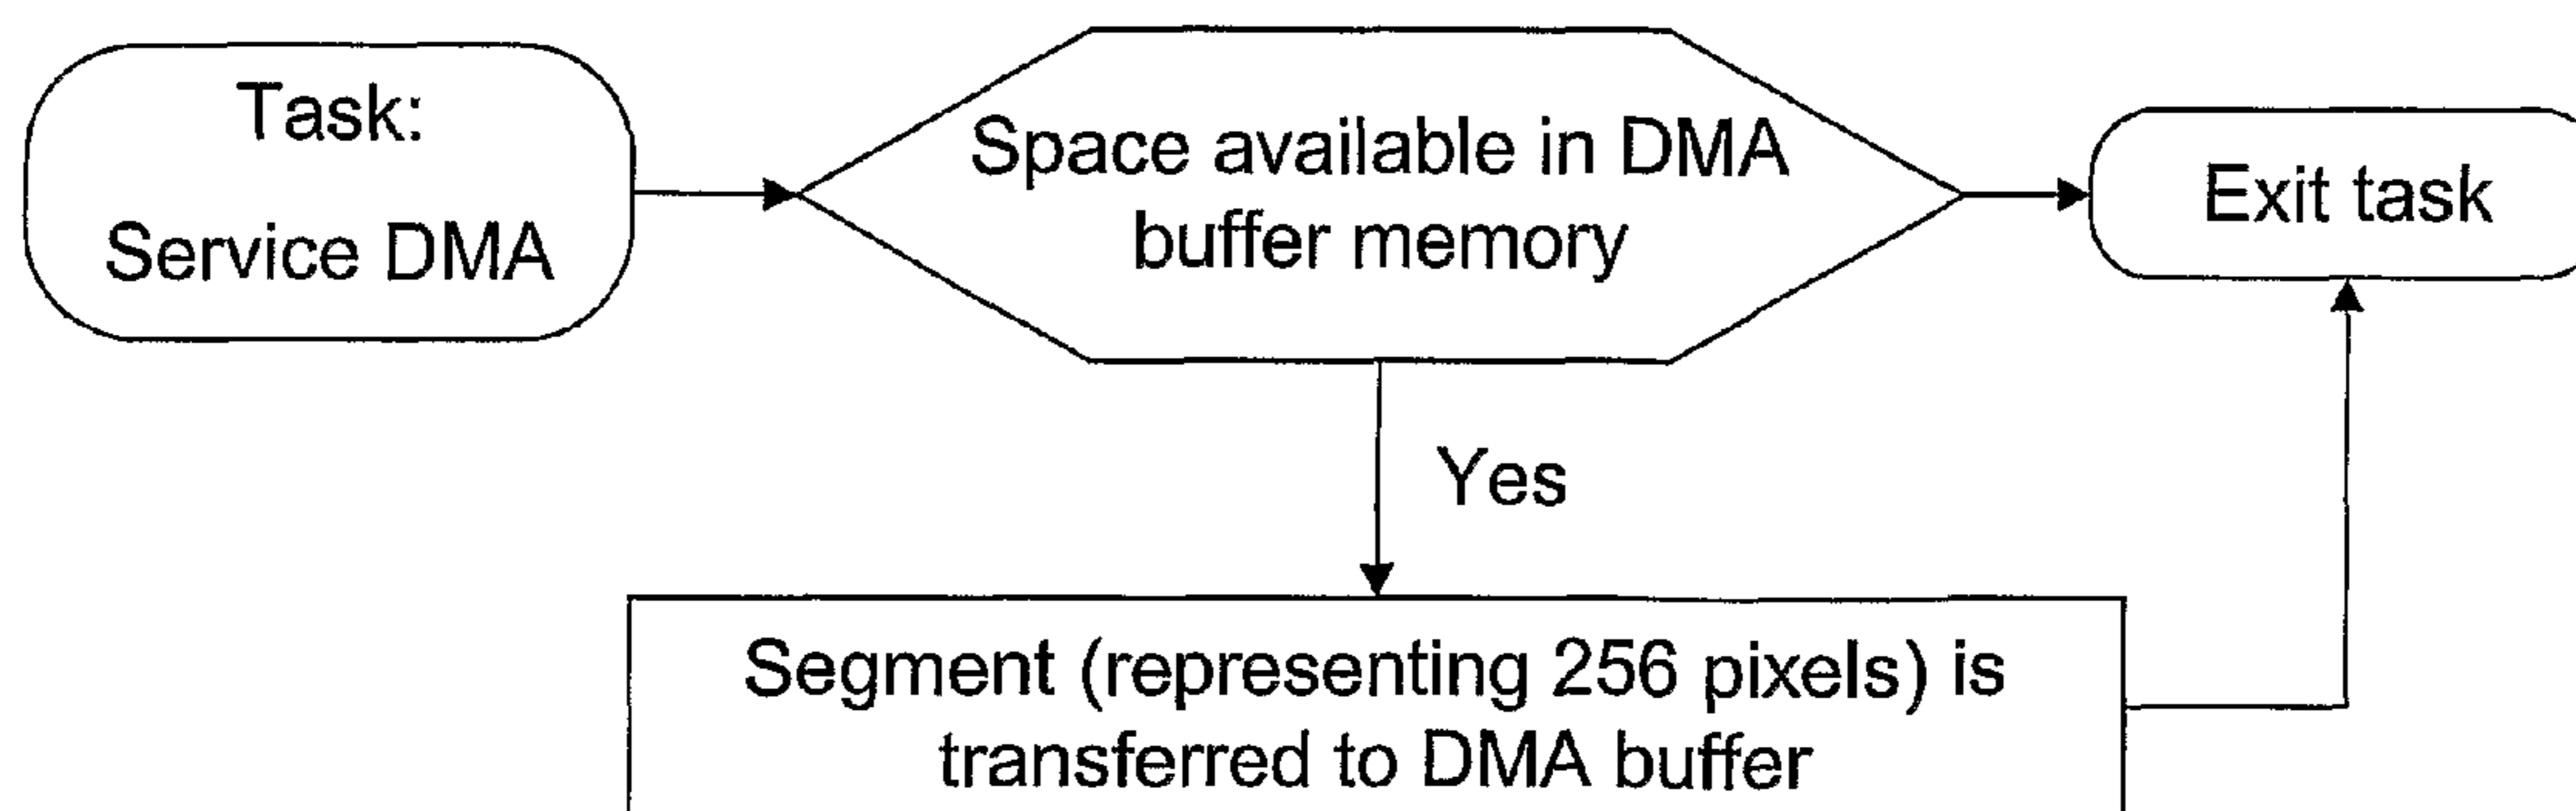 Task:
Service DMA
Space available in DMA
buffer memory
Exit task
Yes
Segment (representing 256 pixels) is
transferred to DMA buffer